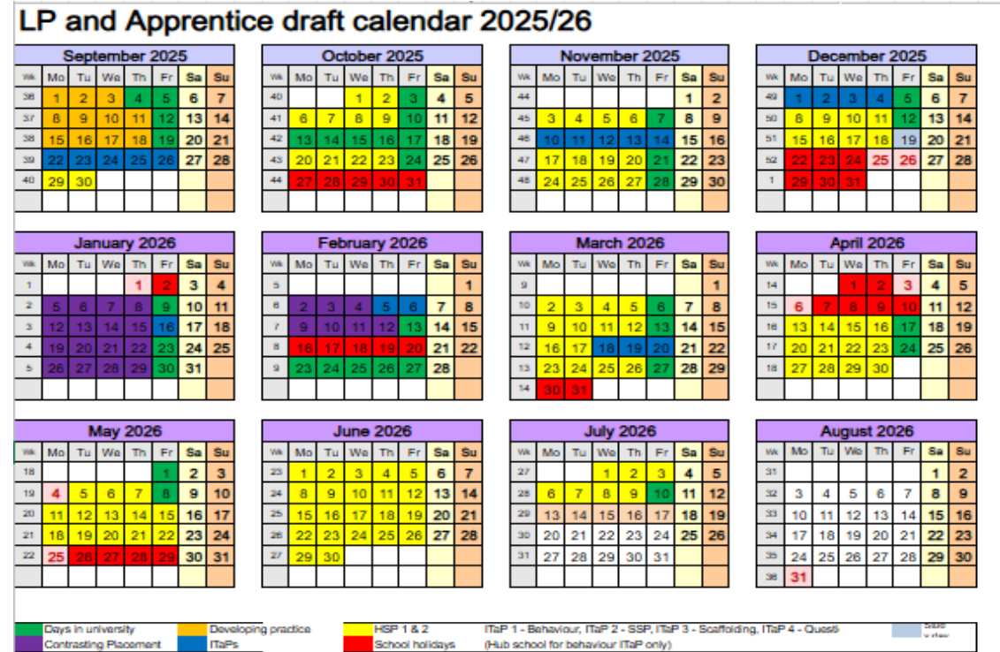 LP and Apprentice draft calendar 2025/26
September 2025 October 2025 November 2025 December 2025
Wk Mo Tu We Th Fr Sa Su Wk Mo Tu We Th Fr Sa Su Wk Mo Tu We Th Fr Sa Su Wk Mo Tu We Th Fr Sa Su
36 1 2 3 4 5 6 7 40 1 2 3 4 5 44 1 2 49 1 2 3 4 5 6 7
37 8 9 10 11 12 13 14 41 6 7 8 9 10 11 12 45 3 4 5 6 7 8 9 50 8 9 10 11 12 13 14
38 15 16 17 18 19 20 21 42 13 14 15 16 17 18 19 46 10 11 12 13 14 15 16 51 15 16 17 18 19 20 21
39 22 23 24 25 26 27 28 43 20 21 22 23 24 25 26 47 17 18 19 20 21 22 23 52 22 23 24 25 26 27 28
40 29 30 44 27 28 29 30 31 48 24 25 26 27 28 29 30 1 29 30 31
January 2026 February 2026 March 2026 April 2026
Wk Mo Tu We Th Fr Sa Su Wk Mo Tu We Th Fr Sa Su Wk Mo Tu We Th Fr Sa Su Wk Mo Tu We Th Fr Sa Su
1 1 2 3 4 5 1 9 1 14 1 2 3 4 5
2 5 6 7 8 9 10 11 6 2 3 4 5 6 7 8 10 2 3 4 5 6 7 8 15 6 7 8 9 10 11 12
3 12 13 14 15 16 17 18 7 9 10 11 12 13 14 15 11 9 10 11 12 13 14 15 16 13 14 15 16 17 18 19
4 19 20 21 22 23 24 25 8 16 17 18 19 20 21 22 12 16 17 18 19 20 21 22 17 20 21 22 23 24 25 26
5 26 27 28 29 30 31 9 23 24 25 26 27 28 13 23 24 25 26 27 28 29 18 27 28 29 30
14 30 31
May 2026 June 2026 July 2026 August 2026
Wk Mo Tu We Th Fr Sa Su Wk Mo Tu We Th Fr Sa Su Wk Mo Tu We Th Fr Sa Su Wk Mo Tu We Th Fr Sa Su
18 1 2 3 23 1 2 3 4 5 6 7 27 1 2 3 4 5 31 1 2
19 4 5 6 7 8 9 10 24 8 9 10 11 12 13 14 28 6 7 8 9 10 11 12 32 3 4 5 6 7 8 9
20 11 12 13 14 15 16 17 25 15 16 17 18 19 20 21 29 13 14 15 16 17 18 19 33 10 11 12 13 14 15 16
21 18 19 20 21 22 23 24 26 22 23 24 25 26 27 28 30 20 21 22 23 24 25 26 34 17 18 19 20 21 22 23
22 25 26 27 28 29 30 31 27 29 30 31 27 28 29 30 31 35 24 25 26 27 28 29 30
36 31
Days in university Developing practice HSP 1 & 2 ITaP 1 - Behaviour, ITaP 2 - SSP, ITaP 3 - Scaffolding, ITaP 4 - Questi
Contrasting Placement ITaPs School holidays (Hub school for behaviour ITaP only)